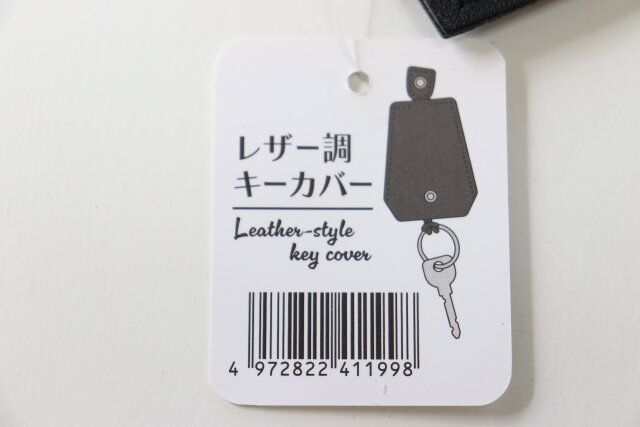 レザー調
キーカバー
Leather-style
key cover
4 972822 411998